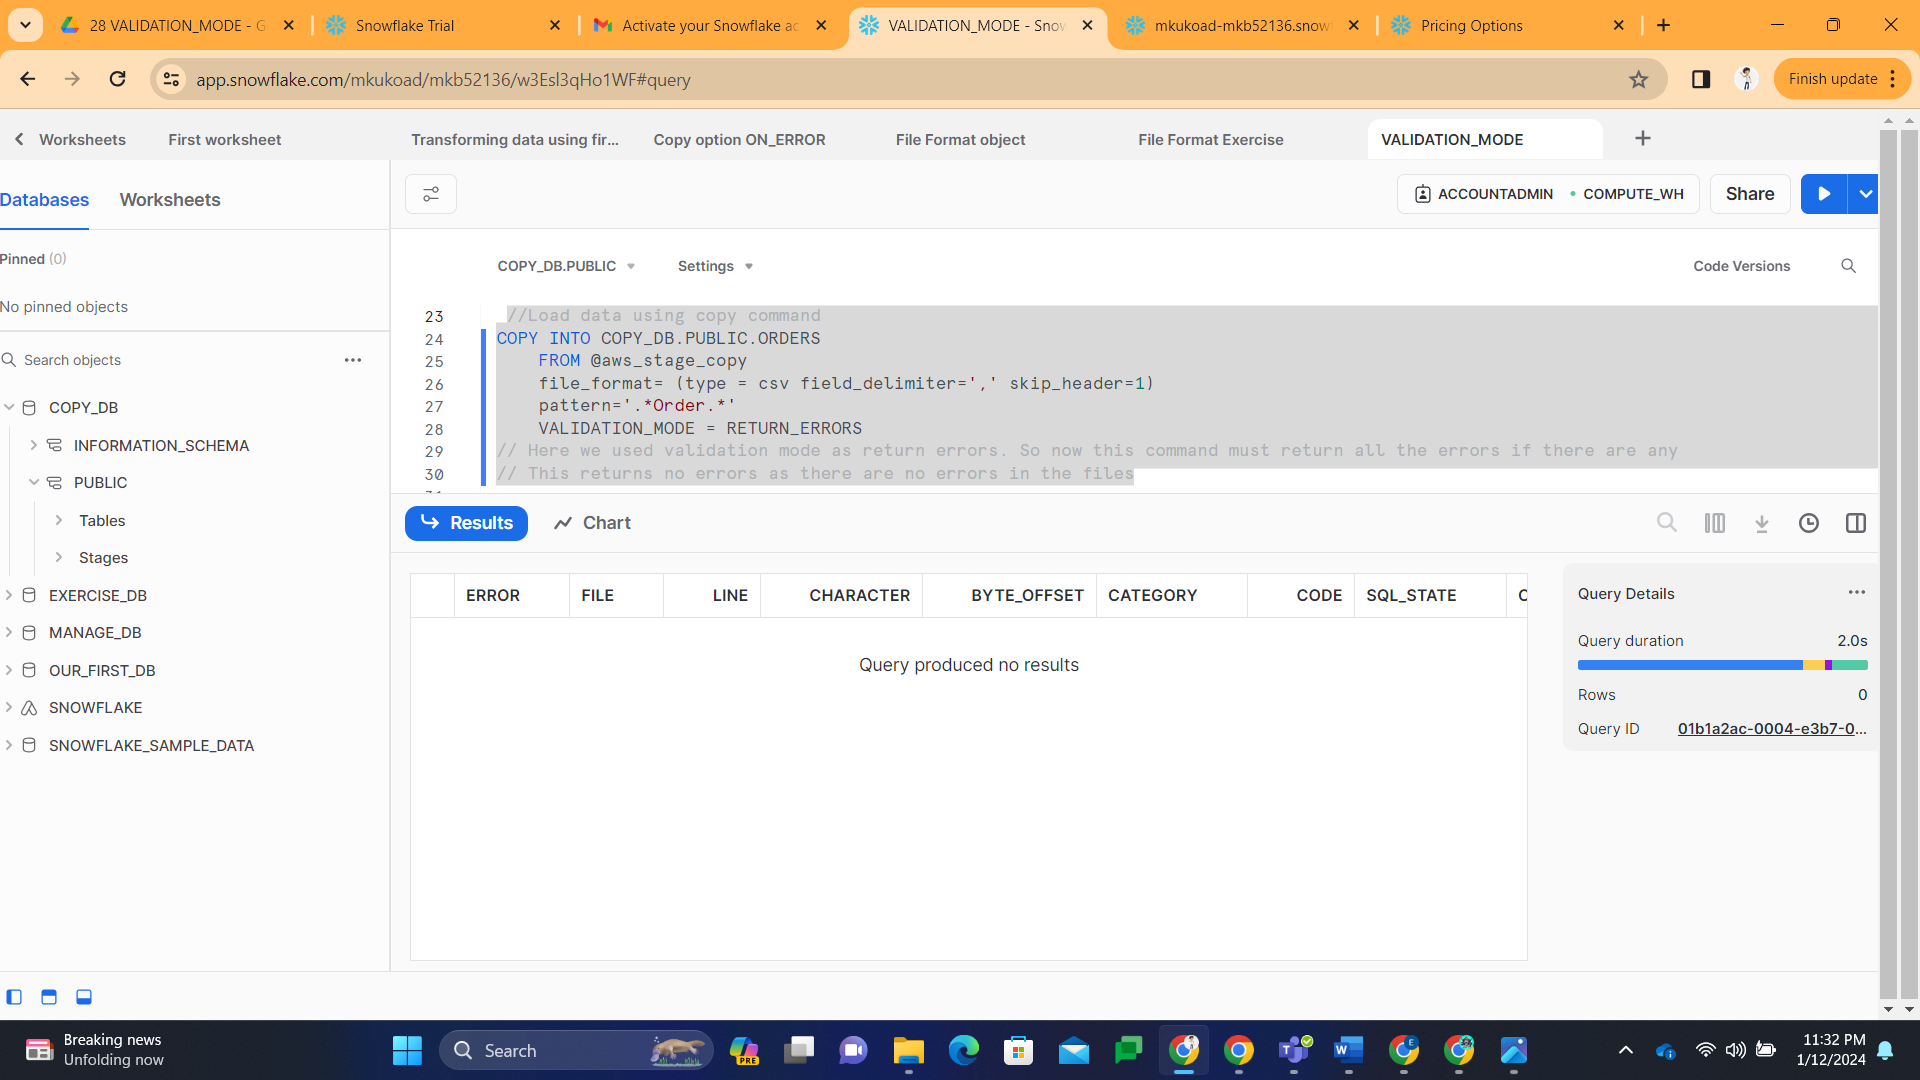 28 VALIDATION_MODE - G
Snowflake Trial
Activate your Snowflake ac
VALIDATION_MODE - Snow
mkukoad-mkb52136.snowf
Pricing Options
app.snowflake.com/mkukoad/mkb52136/w3Esl3qHo1WF#query
Finish update
Worksheets
First worksheet
Transforming data using fir...
Copy option ON_ERROR
File Format object
File Format Exercise
VALIDATION_MODE
Databases
Worksheets
ACCOUNTADMIN
COMPUTE_WH
Share
Pinned (0)
No pinned objects
Search objects
COPY_DB
INFORMATION_SCHEMA
PUBLIC
Tables
Stages
EXERCISE_DB
MANAGE_DB
OUR_FIRST_DB
SNOWFLAKE
SNOWFLAKE_SAMPLE_DATA
COPY_DB.PUBLIC
Settings
Code Versions
23 //Load data using copy command
24 COPY INTO COPY_DB.PUBLIC.ORDERS
25 FROM @aws_stage_copy
26 file_format= (type = csv field_delimiter=',' skip_header=1)
27 pattern='.*Order.*'
28 VALIDATION_MODE = RETURN_ERRORS
29 // Here we used validation mode as return errors. So now this command must return all the errors if there are any
30 // This returns no errors as there are no errors in the files
Results
Chart
ERROR FILE LINE CHARACTER BYTE_OFFSET CATEGORY CODE SQL_STATE
Query produced no results
Query Details
Query duration 2.0s
Rows 0
Query ID 01b1a2ac-0004-e3b7-0...
Breaking news
Unfolding now
Search
PRE
11:32 PM
1/12/2024